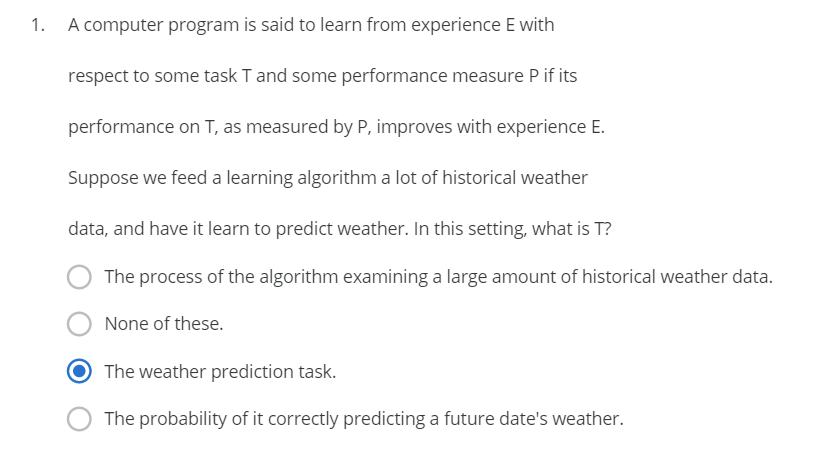 1. A computer program is said to learn from experience E with
respect to some task T and some performance measure P if its
performance on T, as measured by P, improves with experience E.
Suppose we feed a learning algorithm a lot of historical weather
data, and have it learn to predict weather. In this setting, what is T?
The process of the algorithm examining a large amount of historical weather data.
None of these.
The weather prediction task.
The probability of it correctly predicting a future date's weather.